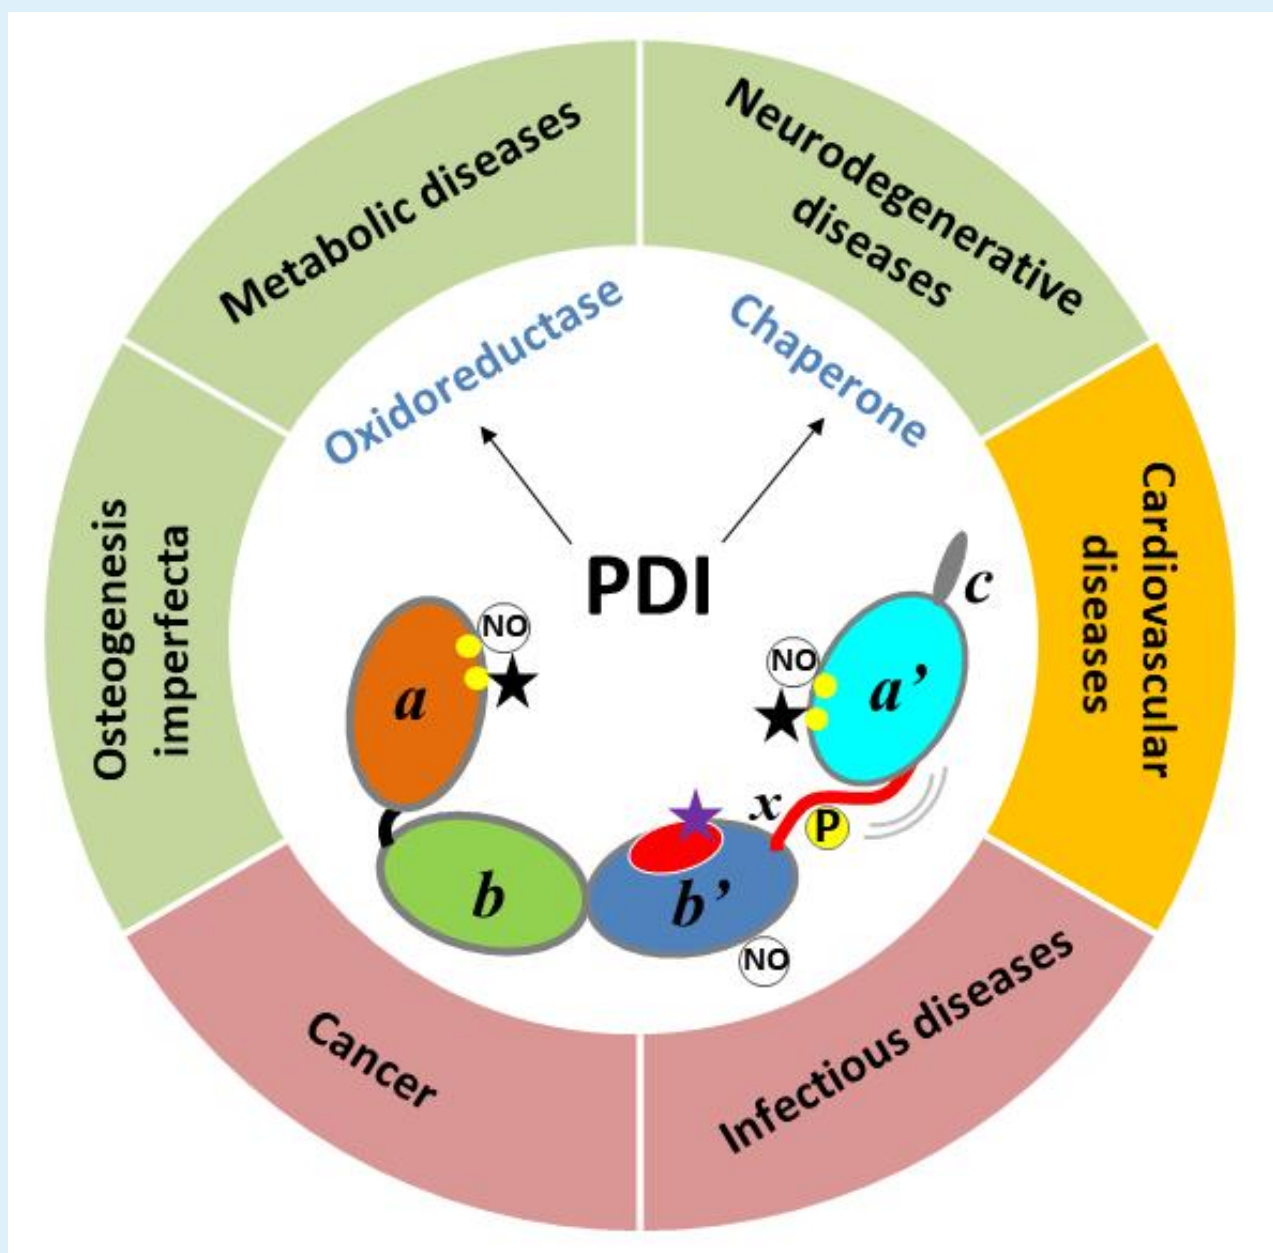 Metabolic diseases
Neurodegenerative
diseases
Oxidoreductase
Chaperone
Cardiovascular
diseases
Osteogenesis
imperfecta
PDI
c
NO
a
NO
a’
x
P
b
b’
NO
Cancer
Infectious diseases